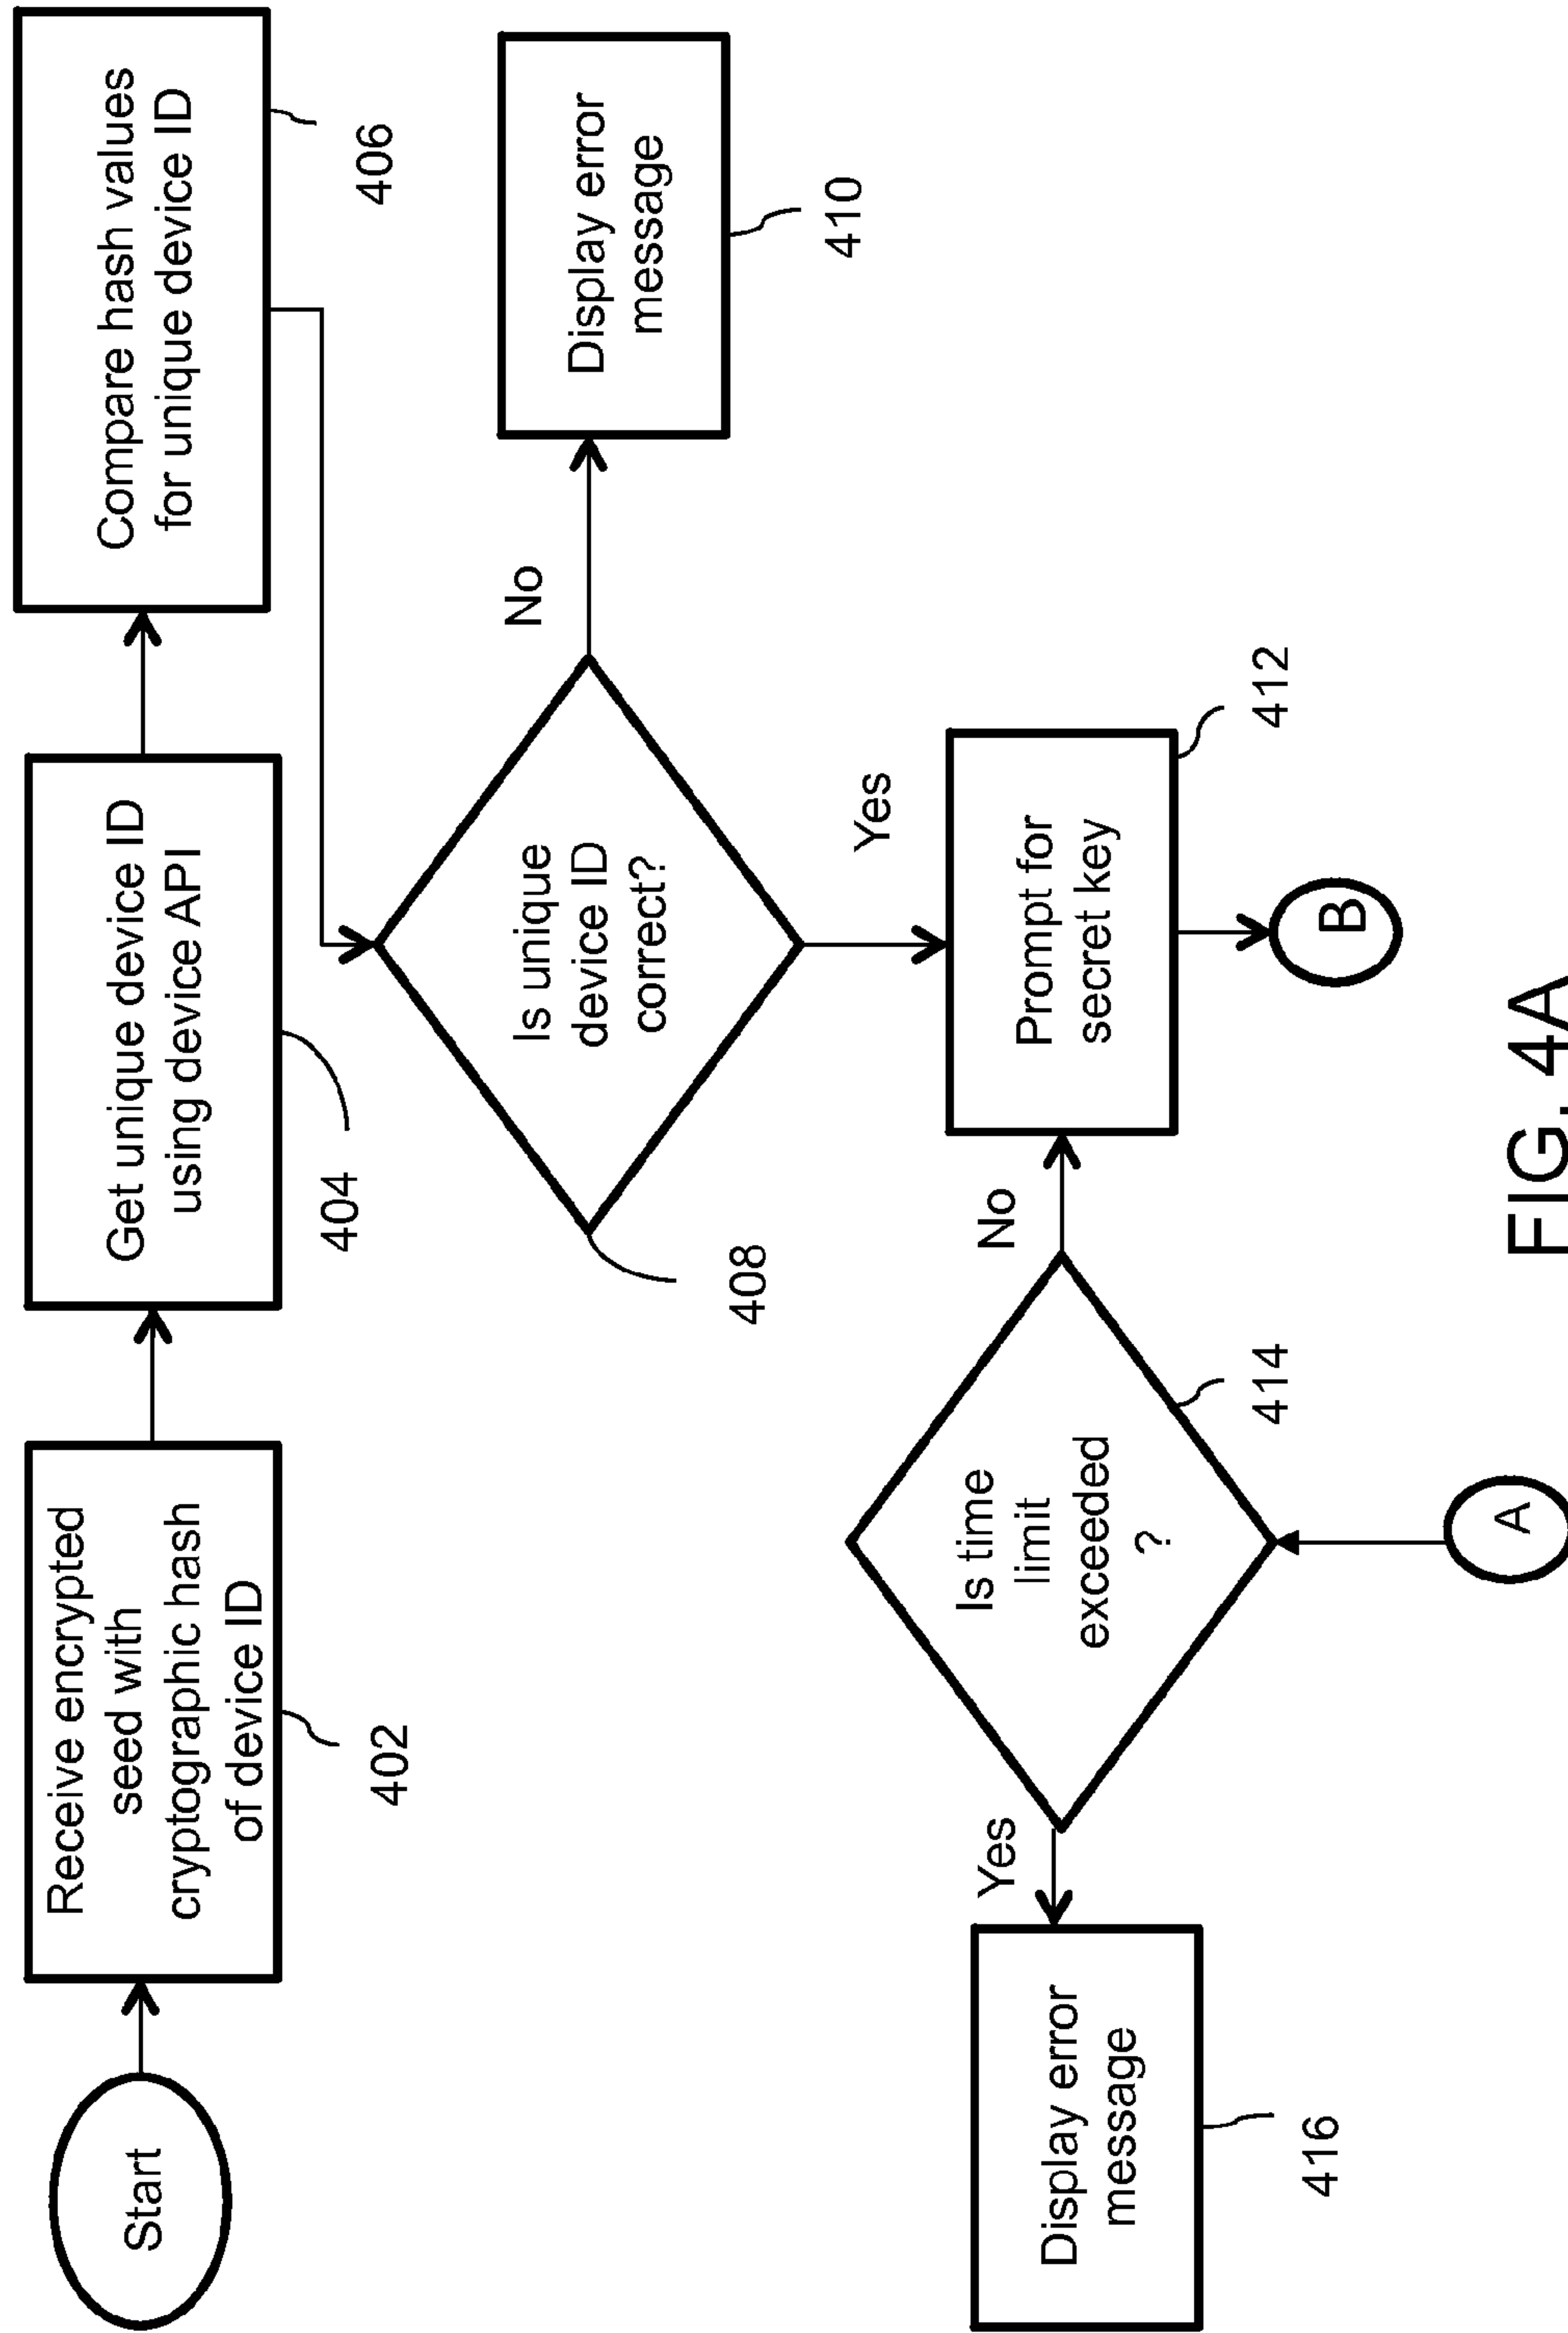 Start
Receive encrypted
seed with
cryptographic hash
of device ID
402
Get unique device ID
using device API
404
Compare hash values
for unique device ID
406
Is unique
device ID
correct?
408
No
Display error
message
410
Yes
Prompt for
secret key
412
B
No
Is time
limit
exceeded
?
414
A
Yes
Display error
message
416
FIG. 4A